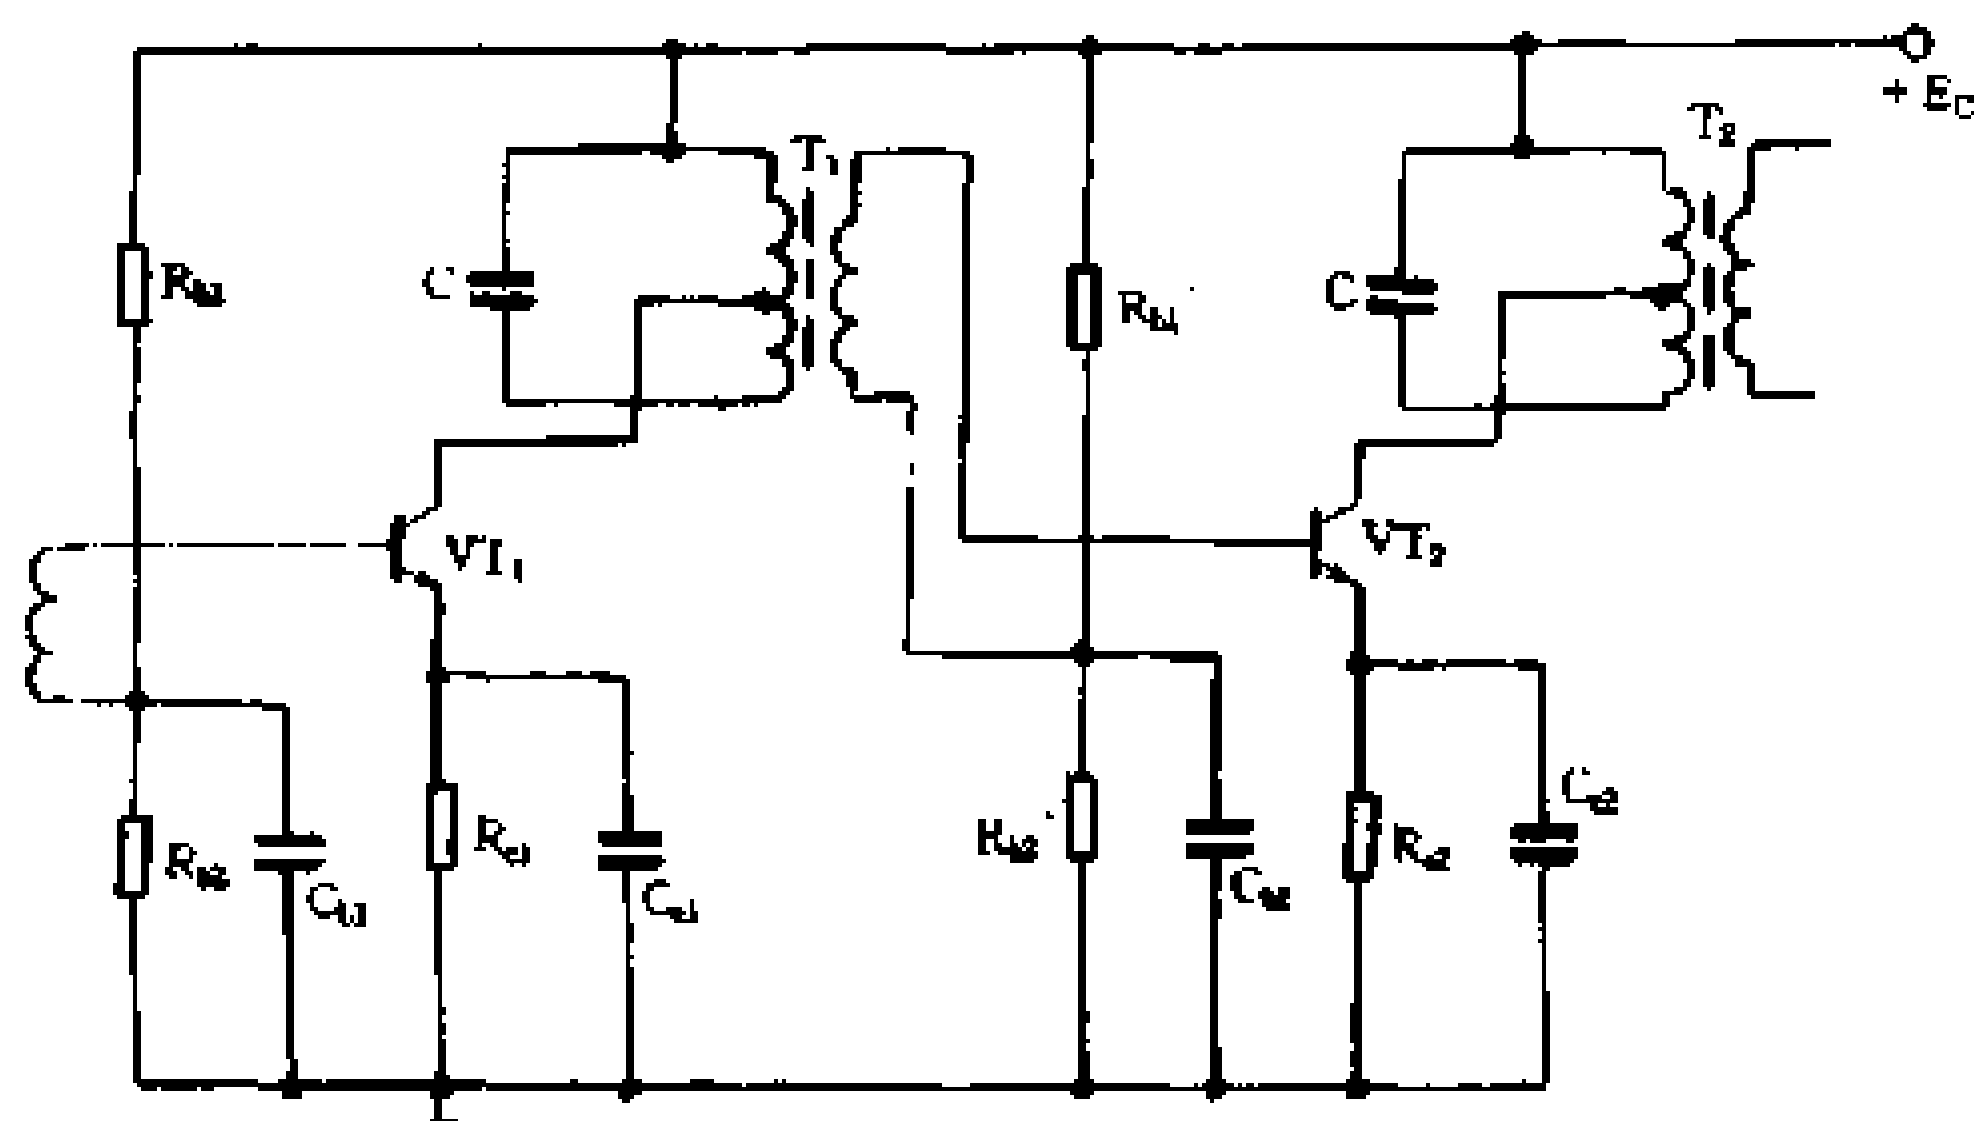 + E_C
T_2
T_1
R_b1
C
R_b1'
C
VT_1
VT_2
R_b2
C_b1
R_e1
C_e1
R_b2'
C_b2
R_e2
C_e2